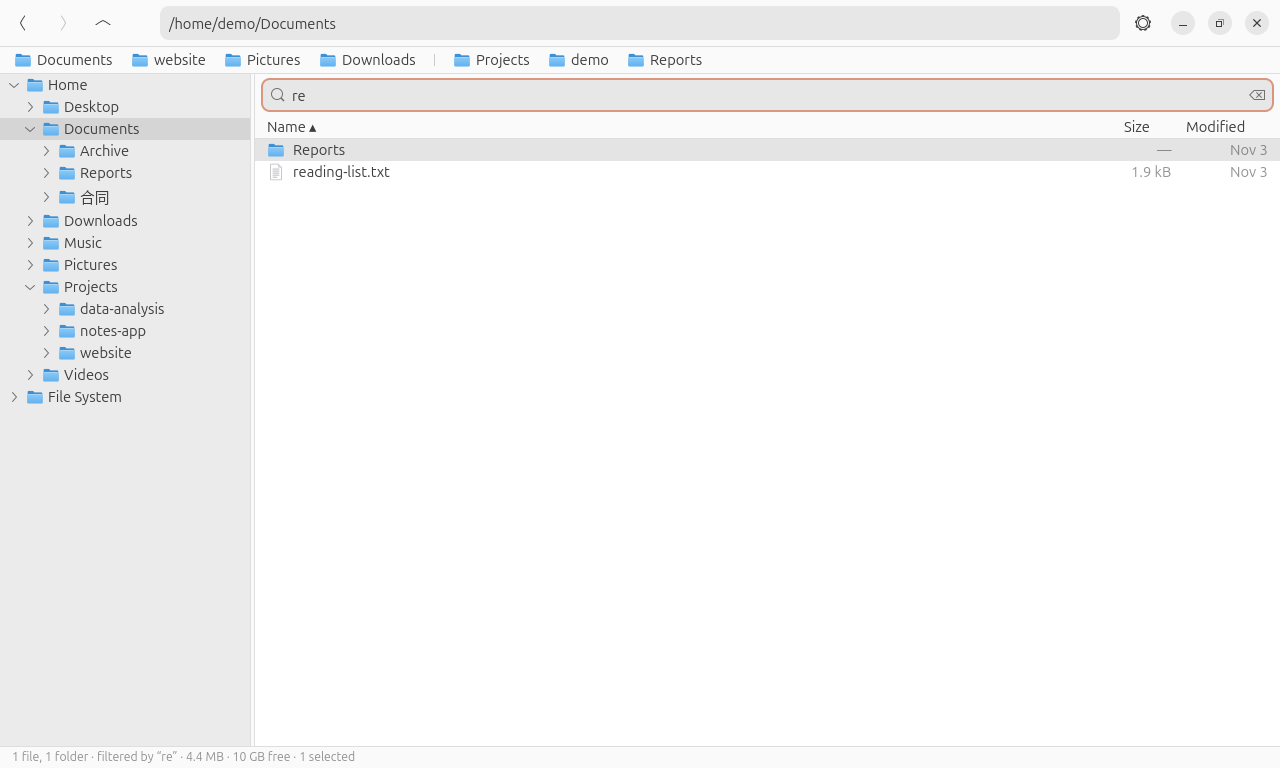 /home/demo/Documents
Documents website Pictures Downloads Projects demo Reports
Home
Desktop
Documents
Archive
Reports
合同
Downloads
Music
Pictures
Projects
data-analysis
notes-app
website
Videos
File System
re
Name ▴ Size Modified
Reports — Nov 3
reading-list.txt 1.9 kB Nov 3
1 file, 1 folder · filtered by “re” · 4.4 MB · 10 GB free · 1 selected